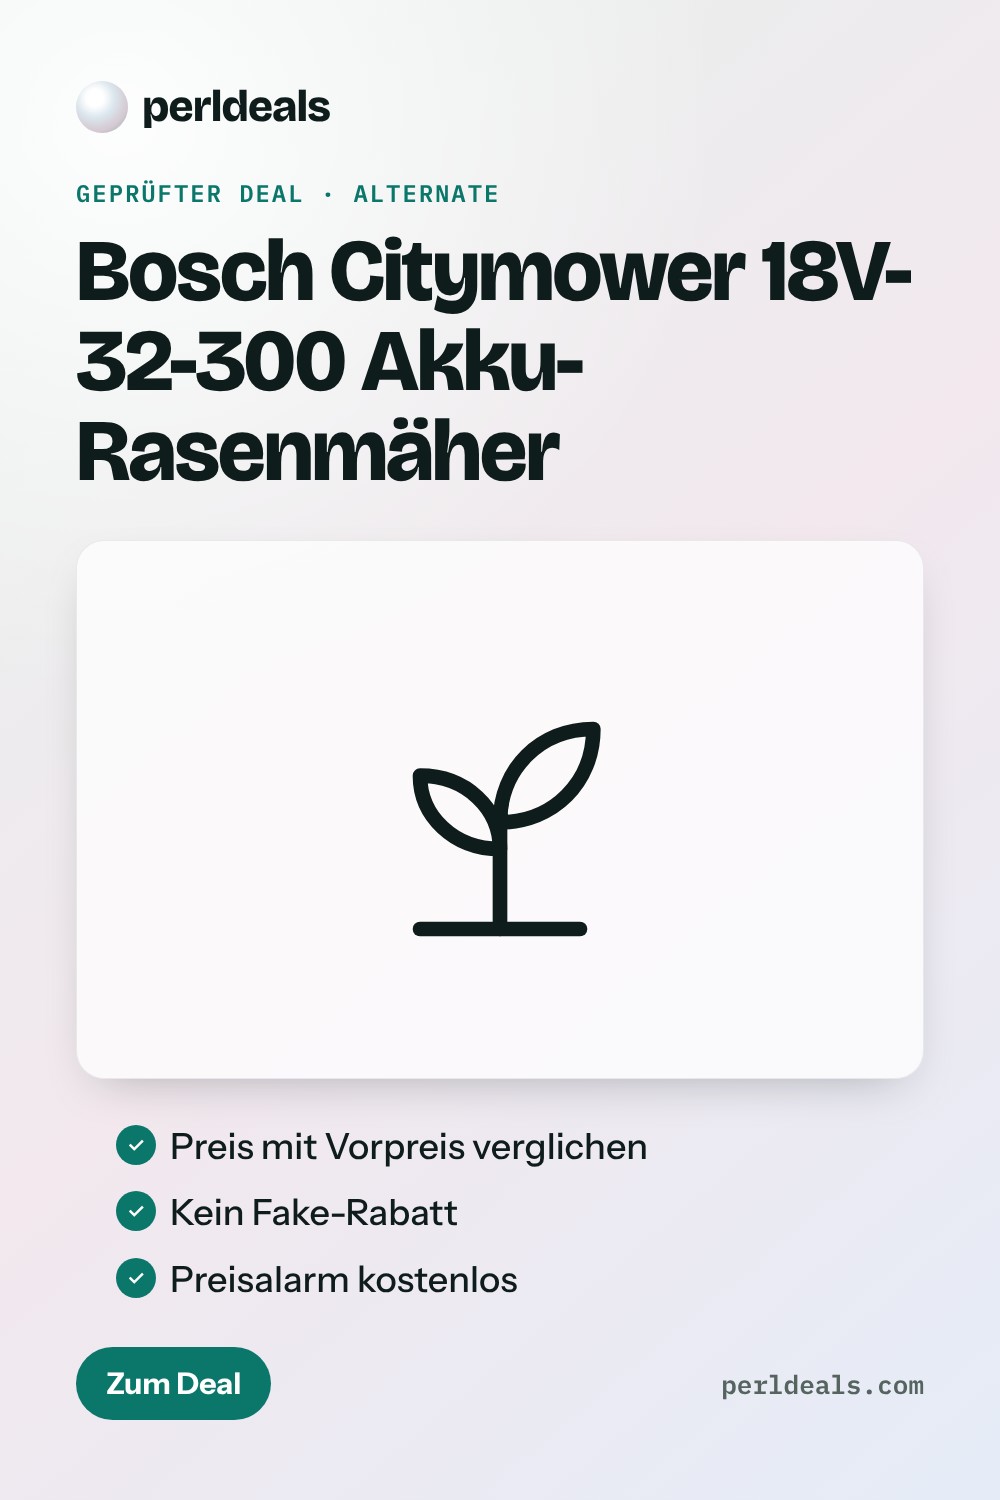 perldeals
GEPRÜFTER DEAL · ALTERNATE
Bosch Citymower 18V-
32-300 Akku-
Rasenmäher
Preis mit Vorpreis verglichen
Kein Fake-Rabatt
Preisalarm kostenlos
Zum Deal
perldeals.com